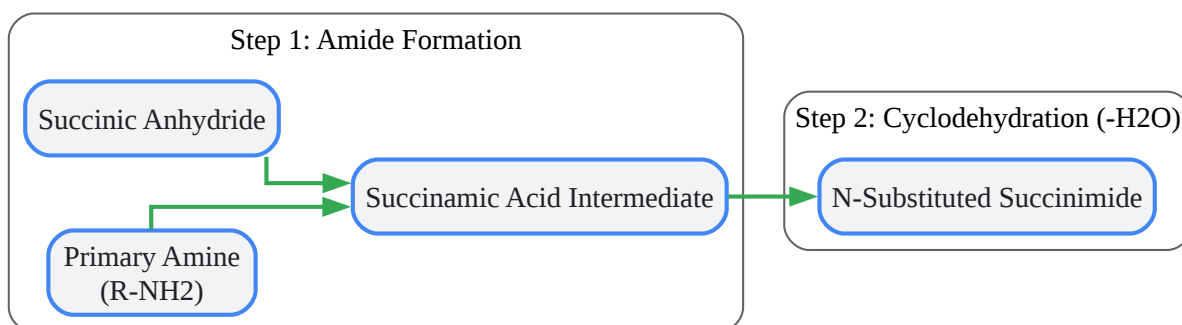 Step 1: Amide Formation
Succinic Anhydride
Step 2: Cyclodehydration (-H2O)
Succinamic Acid Intermediate
N-Substituted Succinimide
Primary Amine
(R-NH2)